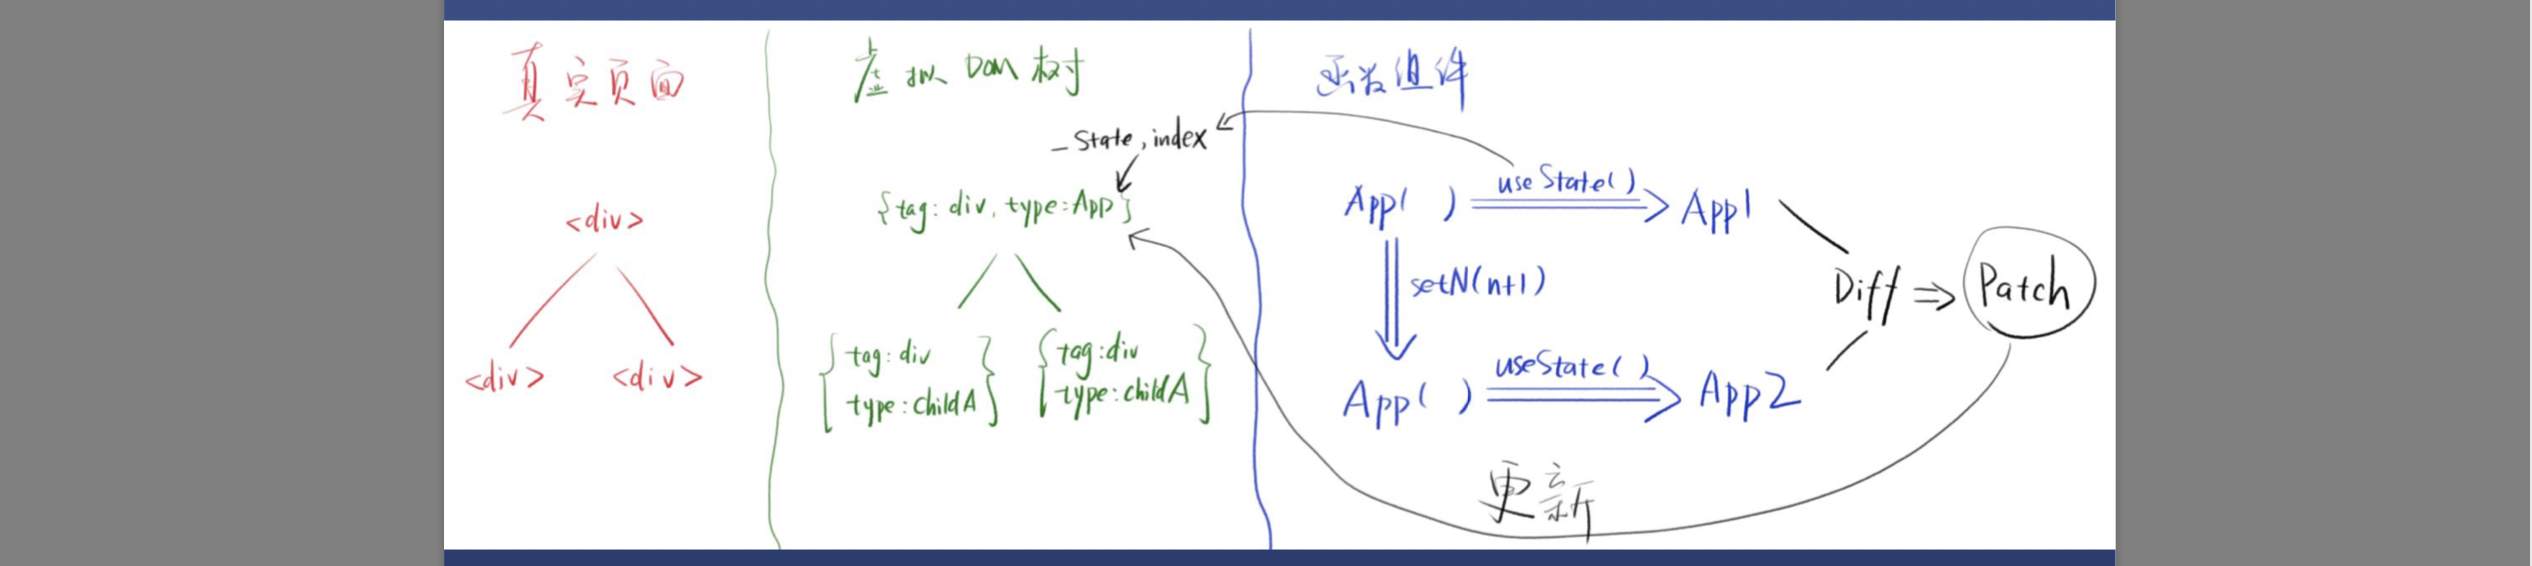 真实页面
<div>
<div> <div>
虚拟 DOM 树
_State, index
{tag: div, type:App}
{tag:div
type:childA}
{tag:div
type:childA}
函数组件
App( ) useState() App1
setN(n+1)
App( ) useState( ) App2
Diff ⇒ Patch
更新